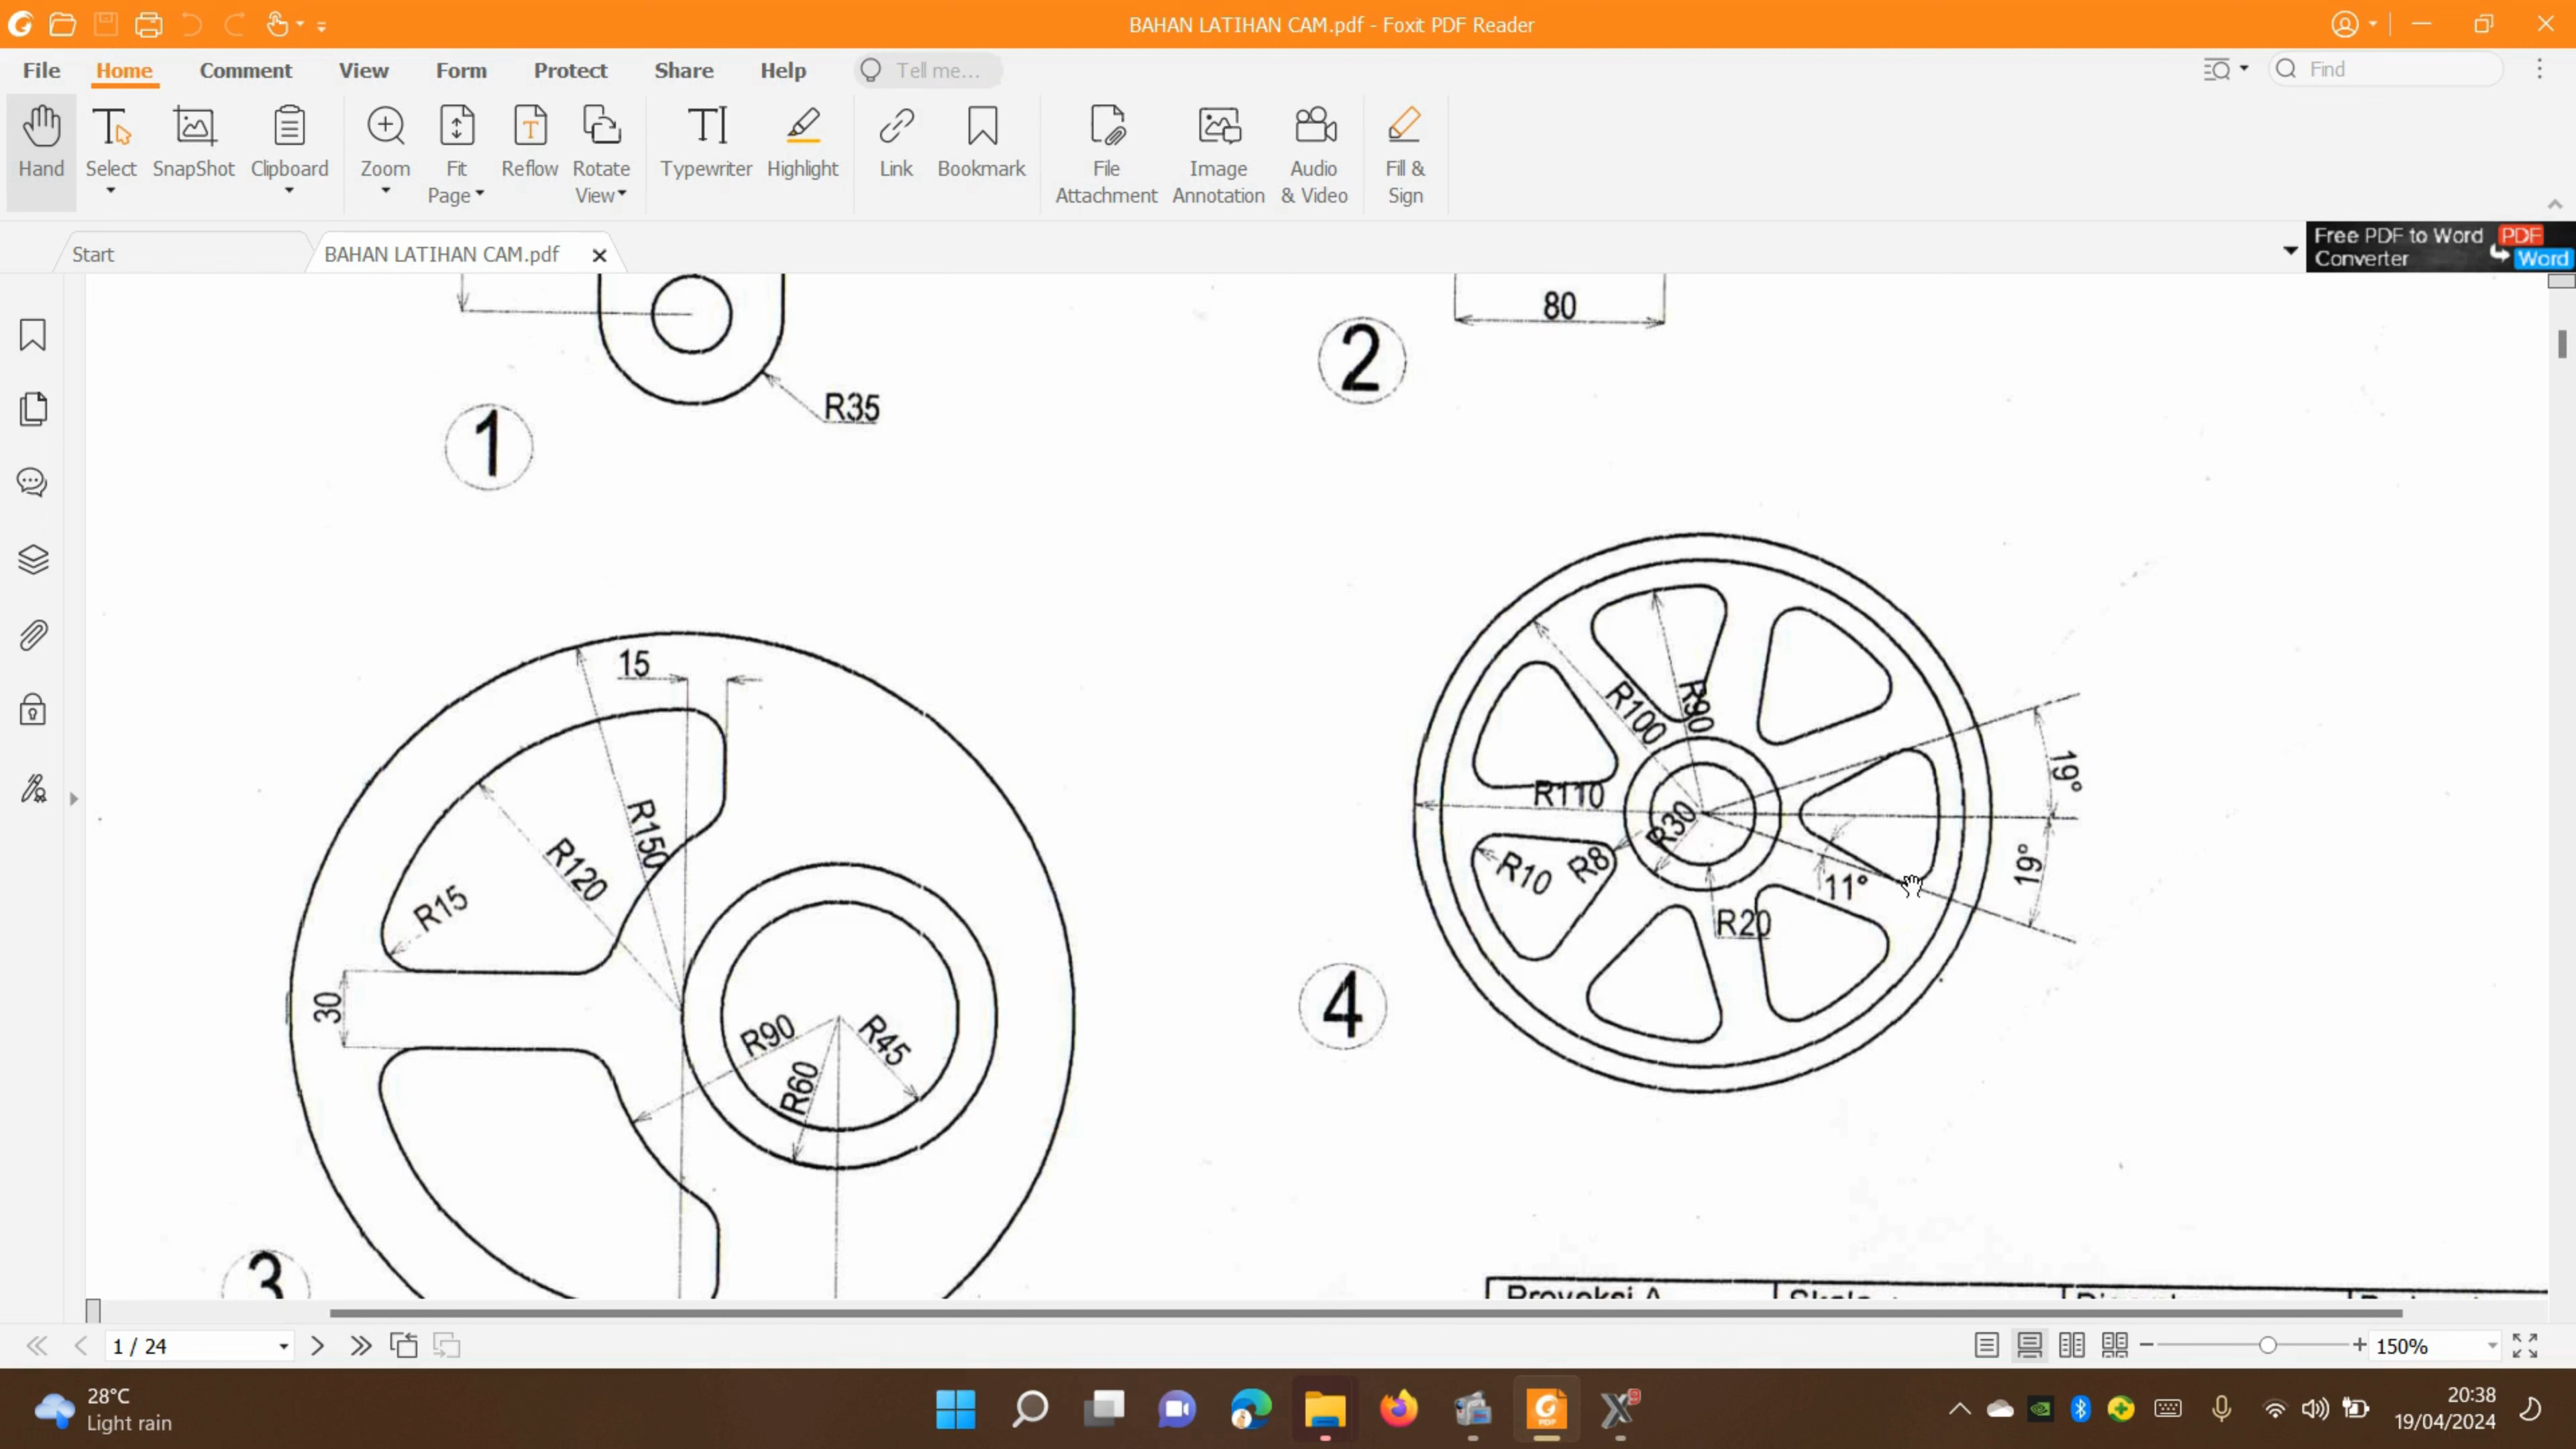 BAHAN LATIHAN CAM.pdf - Foxit PDF Reader
File Home Comment View Form Protect Share Help Tell me... Find
Hand Select SnapShot Clipboard Zoom Fit Page Reflow Rotate View Typewriter Highlight Link Bookmark File Attachment Image Annotation Audio & Video Fill & Sign
Start BAHAN LATIHAN CAM.pdf
Free PDF to Word PDF
Converter Word
80
2
R35
1
15
R150
R120
R15
30
R90
R60
R45
3
R100
R90
R110
R30
R10
R8
R20
11°
19°
19°
4
Proyeksi A
Skala
1 / 24
150%
28°C
Light rain
20:38
19/04/2024